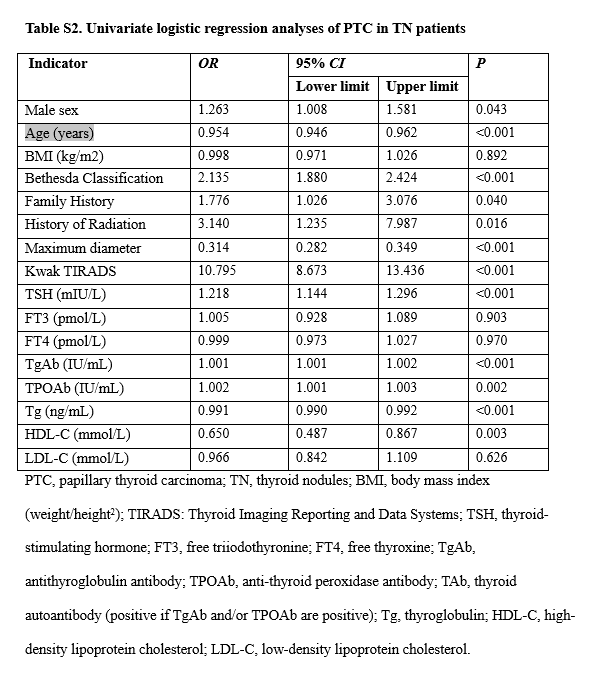 Table S2. Univariate logistic regression analyses of PTC in TN patients
Indicator OR 95% CI P
Lower limit Upper limit
Male sex 1.263 1.008 1.581 0.043
Age (years) 0.954 0.946 0.962 <0.001
BMI (kg/m2) 0.998 0.971 1.026 0.892
Bethesda Classification 2.135 1.880 2.424 <0.001
Family History 1.776 1.026 3.076 0.040
History of Radiation 3.140 1.235 7.987 0.016
Maximum diameter 0.314 0.282 0.349 <0.001
Kwak TIRADS 10.795 8.673 13.436 <0.001
TSH (mIU/L) 1.218 1.144 1.296 <0.001
FT3 (pmol/L) 1.005 0.928 1.089 0.903
FT4 (pmol/L) 0.999 0.973 1.027 0.970
TgAb (IU/mL) 1.001 1.001 1.002 <0.001
TPOAb (IU/mL) 1.002 1.001 1.003 0.002
Tg (ng/mL) 0.991 0.990 0.992 <0.001
HDL-C (mmol/L) 0.650 0.487 0.867 0.003
LDL-C (mmol/L) 0.966 0.842 1.109 0.626
PTC, papillary thyroid carcinoma; TN, thyroid nodules; BMI, body mass index
(weight/height²); TIRADS: Thyroid Imaging Reporting and Data Systems; TSH, thyroid-
stimulating hormone; FT3, free triiodothyronine; FT4, free thyroxine; TgAb,
antithyroglobulin antibody; TPOAb, anti-thyroid peroxidase antibody; TAb, thyroid
autoantibody (positive if TgAb and/or TPOAb are positive); Tg, thyroglobulin; HDL-C, high-
density lipoprotein cholesterol; LDL-C, low-density lipoprotein cholesterol.